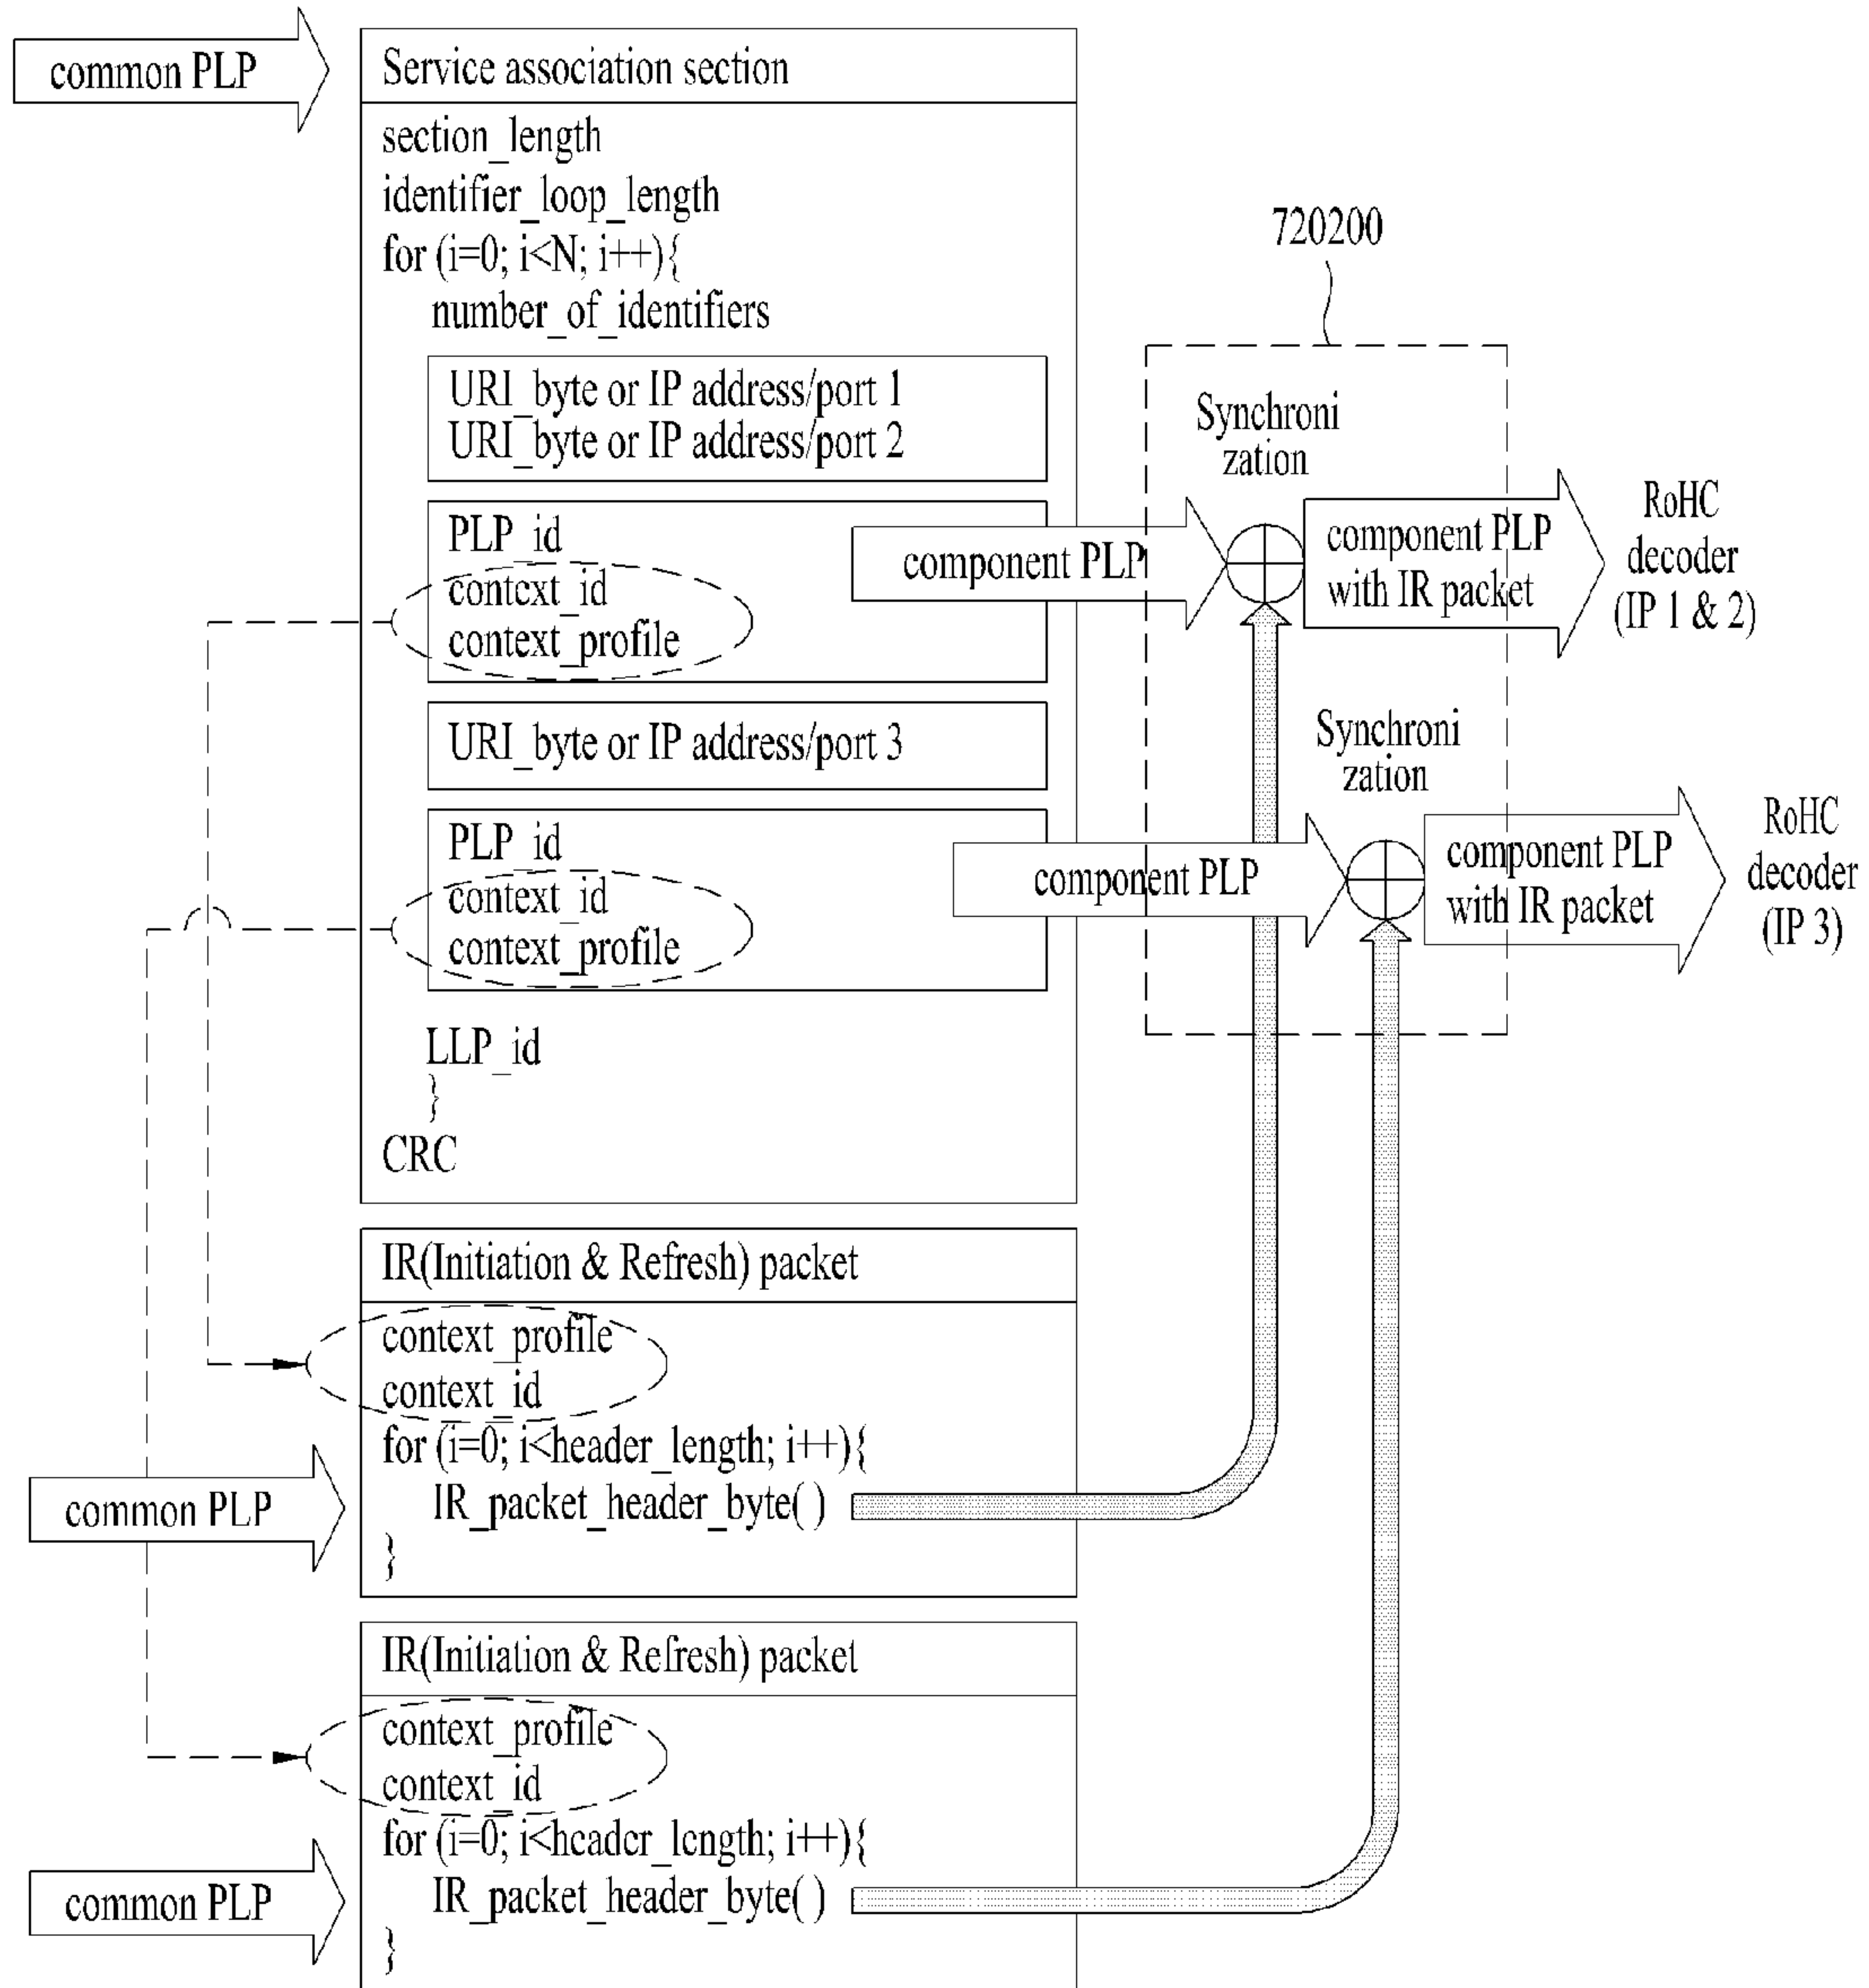 common PLP
Service association section
section_length
identifier_loop_length
for (i=0; i<N; i++){
number_of_identifiers
URI_byte or IP address/port 1
URI_byte or IP address/port 2
PLP_id
context_id
context_profile
URI_byte or IP address/port 3
PLP_id
context_id
context_profile
LLP_id
}
CRC
720200
Synchroni
zation
component PLP
component PLP
with IR packet
RoHC
decoder
(IP 1 & 2)
Synchroni
zation
component PLP
component PLP
with IR packet
RoHC
decoder
(IP 3)
IR(Initiation & Refresh) packet
context_profile
context_id
for (i=0; i<header_length; i++){
common PLP
IR_packet_header_byte( )
}
IR(Initiation & Refresh) packet
context_profile
context_id
for (i=0; i<header_length; i++){
common PLP
IR_packet_header_byte( )
}